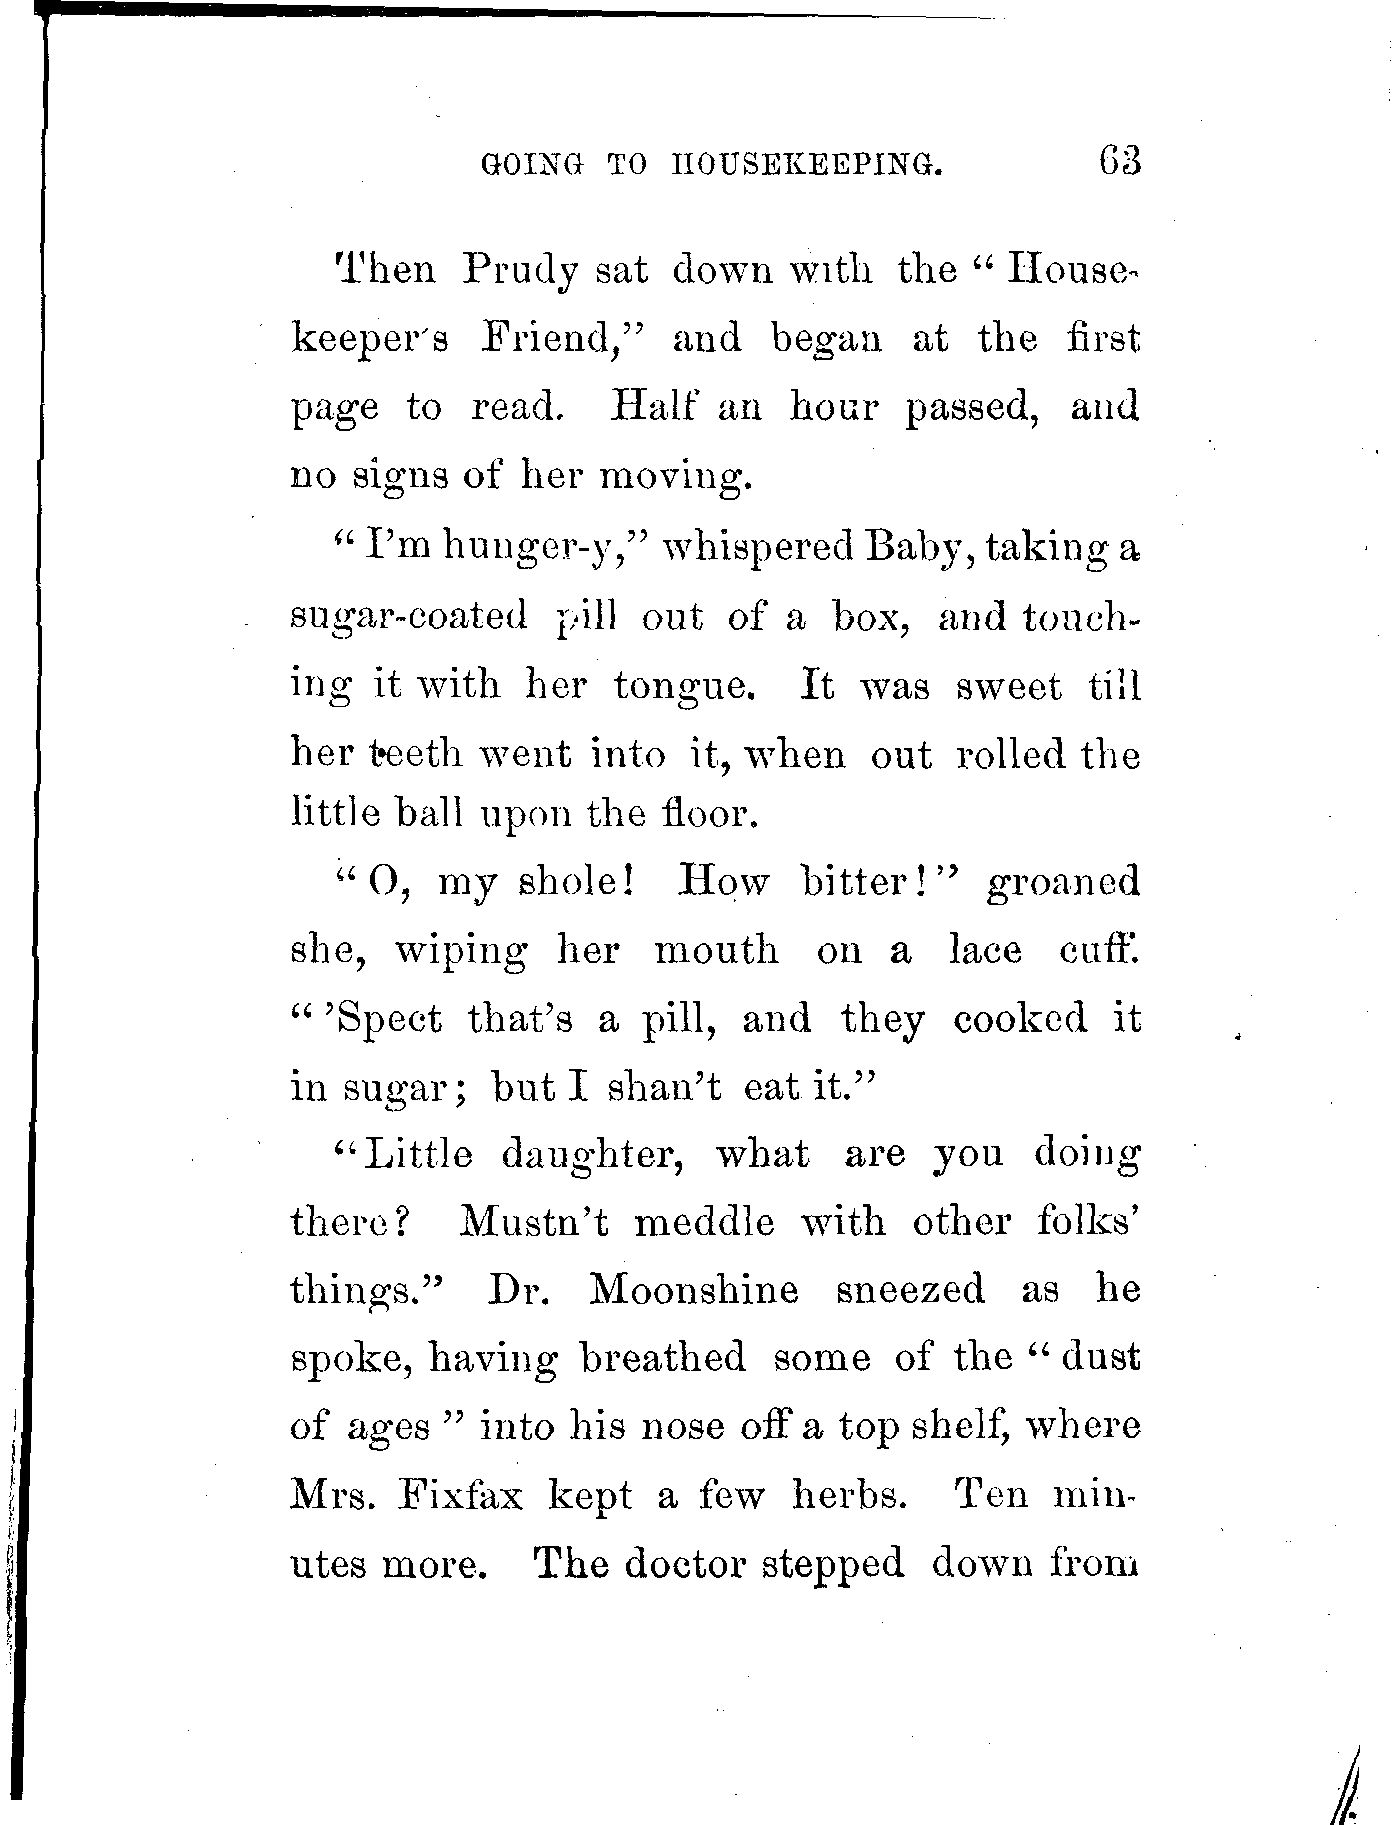 GOING TO HOUSEKEEPING. 63
Then Prudy sat down with the “ House-
keeper's Friend,” and began at the first
page to read. Half an hour passed, and
no signs of her moving.
“ I’m hunger-y,” whispered Baby, taking a
sugar-coated pill out of a box, and touch-
ing it with her tongue. It was sweet till
her teeth went into it, when out rolled the
little ball upon the floor.
“ O, my shole! How bitter!” groaned
she, wiping her mouth on a lace cuff.
“ ’Spect that’s a pill, and they cooked it
in sugar; but I shan’t eat it.”
“Little daughter, what are you doing
there? Mustn’t meddle with other folks’
things.” Dr. Moonshine sneezed as he
spoke, having breathed some of the “ dust
of ages ” into his nose off a top shelf, where
Mrs. Fixfax kept a few herbs. Ten min-
utes more. The doctor stepped down from